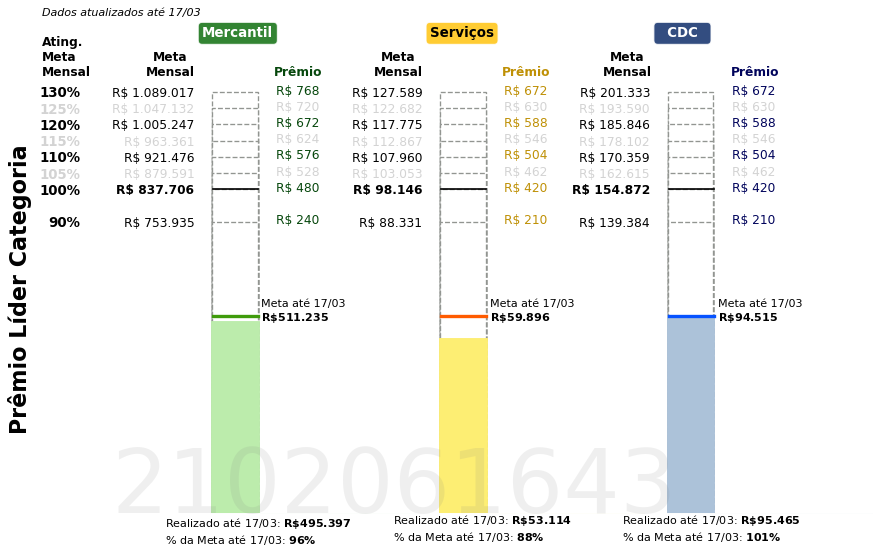 Dados atualizados até 17/03
Mercantil Serviços CDC
Ating.
Meta Meta Meta Meta
Mensal Mensal Prêmio Mensal Prêmio Mensal Prêmio
130% R$ 1.089.017 R$ 768 R$ 127.589 R$ 672 R$ 201.333 R$ 672
125% R$ 1.047.132 R$ 720 R$ 122.682 R$ 630 R$ 193.590 R$ 630
120% R$ 1.005.247 R$ 672 R$ 117.775 R$ 588 R$ 185.846 R$ 588
115% R$ 963.361 R$ 624 R$ 112.867 R$ 546 R$ 178.102 R$ 546
110% R$ 921.476 R$ 576 R$ 107.960 R$ 504 R$ 170.359 R$ 504
105% R$ 879.591 R$ 528 R$ 103.053 R$ 462 R$ 162.615 R$ 462
100% R$ 837.706 R$ 480 R$ 98.146 R$ 420 R$ 154.872 R$ 420
90% R$ 753.935 R$ 240 R$ 88.331 R$ 210 R$ 139.384 R$ 210
Prêmio Líder Categoria
Meta até 17/03 Meta até 17/03 Meta até 17/03
R$511.235 R$59.896 R$94.515
2102061643
Realizado até 17/03: R$495.397 Realizado até 17/03: R$53.114 Realizado até 17/03: R$95.465
% da Meta até 17/03: 96% % da Meta até 17/03: 88% % da Meta até 17/03: 101%